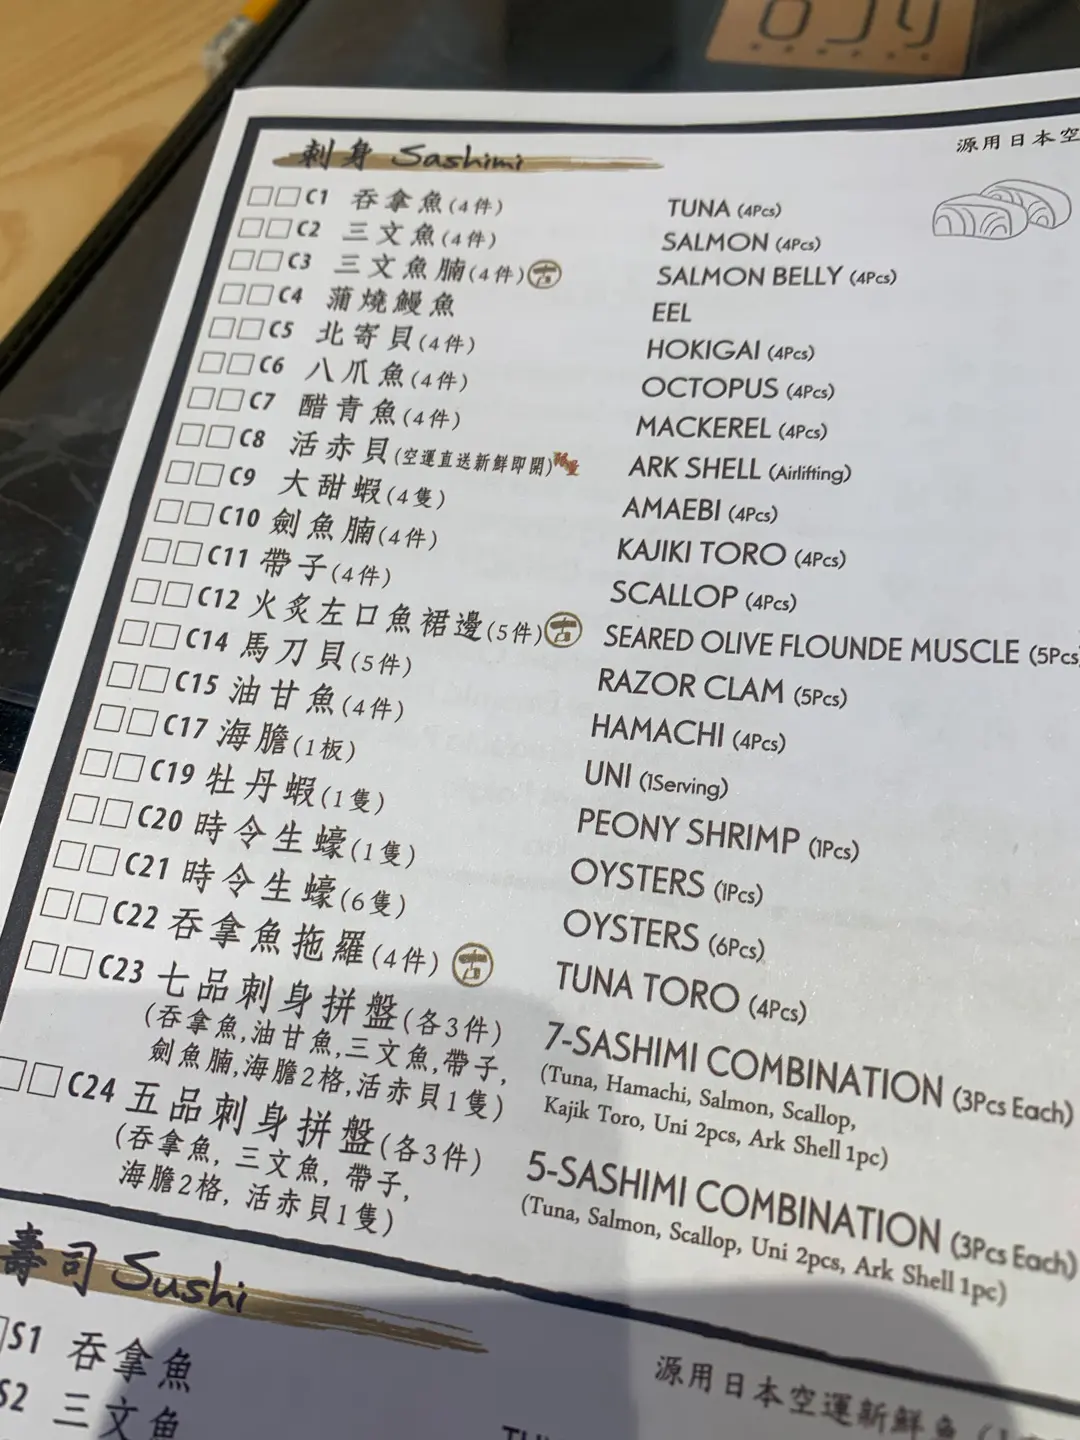 刺身 Sashimi
源用日本空
C1 吞拿魚(4件) TUNA (4Pcs)
C2 三文魚(4件) SALMON (4Pcs)
C3 三文魚腩(4件) SALMON BELLY (4Pcs)
C4 蒲燒鰻魚 EEL
C5 北寄貝(4件) HOKIGAI (4Pcs)
C6 八爪魚(4件) OCTOPUS (4Pcs)
C7 醋青魚(4件) MACKEREL (4Pcs)
C8 活赤貝(空運直送新鮮即開) ARK SHELL (Airlifting)
C9 大甜蝦(4隻) AMAEBI (4Pcs)
C10 劍魚腩(4件) KAJIKI TORO (4Pcs)
C11 帶子(4件) SCALLOP (4Pcs)
C12 火炙左口魚裙邊(5件) SEARED OLIVE FLOUNDE MUSCLE (5Pcs
C14 馬刀貝(5件) RAZOR CLAM (5Pcs)
C15 油甘魚(4件) HAMACHI (4Pcs)
C17 海膽(1板) UNI (1Serving)
C19 牡丹蝦(1隻) PEONY SHRIMP (1Pcs)
C20 時令生蠔(1隻) OYSTERS (1Pcs)
C21 時令生蠔(6隻) OYSTERS (6Pcs)
C22 吞拿魚拖羅(4件) TUNA TORO (4Pcs)
C23 七品刺身拼盤(各3件) 7-SASHIMI COMBINATION (3Pcs Each)
(吞拿魚,油甘魚,三文魚,帶子, (Tuna, Hamachi, Salmon, Scallop,
劍魚腩,海膽2格,活赤貝1隻) Kajik Toro, Uni 2pcs, Ark Shell 1pc)
C24 五品刺身拼盤(各3件) 5-SASHIMI COMBINATION (3Pcs Each)
(吞拿魚, 三文魚, 帶子, (Tuna, Salmon, Scallop, Uni 2pcs, Ark Shell 1pc)
海膽2格, 活赤貝1隻)
壽司 Sushi
源用日本空運新鮮魚
S1 吞拿魚
S2 三文魚